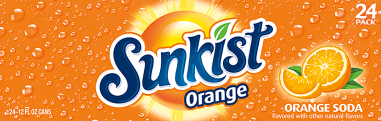 24
PACK
Sunkist
Orange
24-12 FL OZ CANS
ORANGE SODA
flavored with other natural flavors